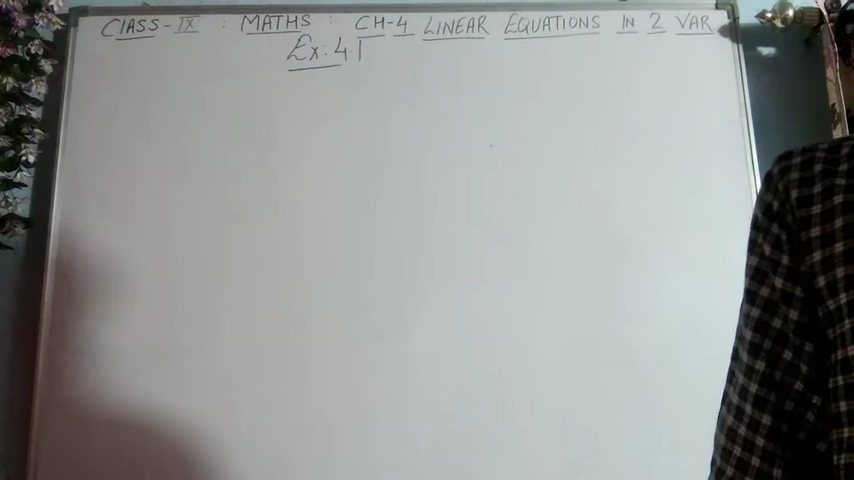 CLASS-IX : MATHS : CH-4 LINEAR EQUATIONS IN 2 VAR
Ex. 4.1